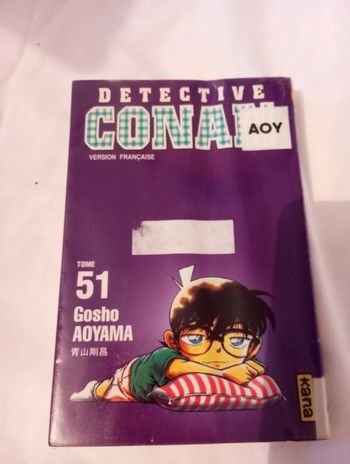 DETECTIVE
CONAN
AOY
VERSION FRANÇAISE
TOME
51
Gosho
AOYAMA
青山剛昌
kana